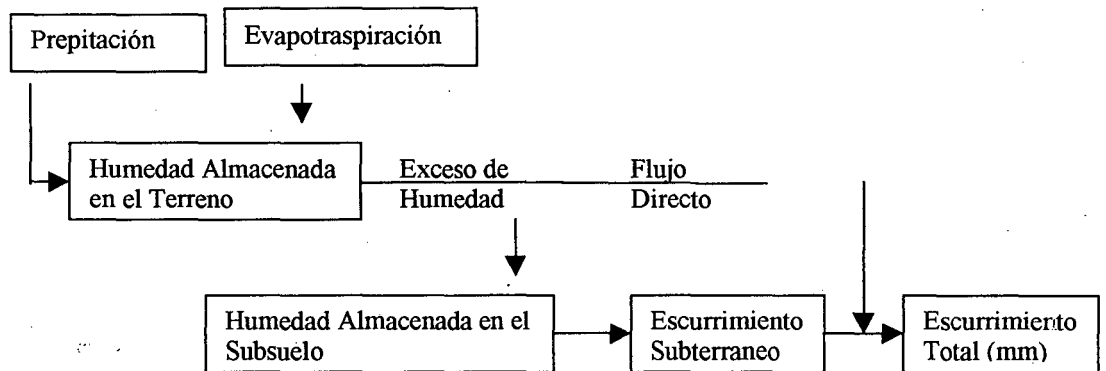 Prepitación
Evapotraspiración
Humedad Almacenada
en el Terreno
Exceso de
Humedad
Flujo
Directo
Humedad Almacenada en el
Subsuelo
Escurrimiento
Subterraneo
Escurrimiento
Total (mm)